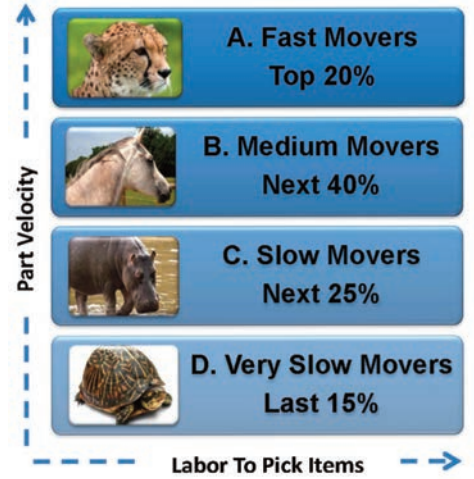 A. Fast Movers
Top 20%
B. Medium Movers
Next 40%
C. Slow Movers
Next 25%
D. Very Slow Movers
Last 15%
Part Velocity
Labor To Pick Items